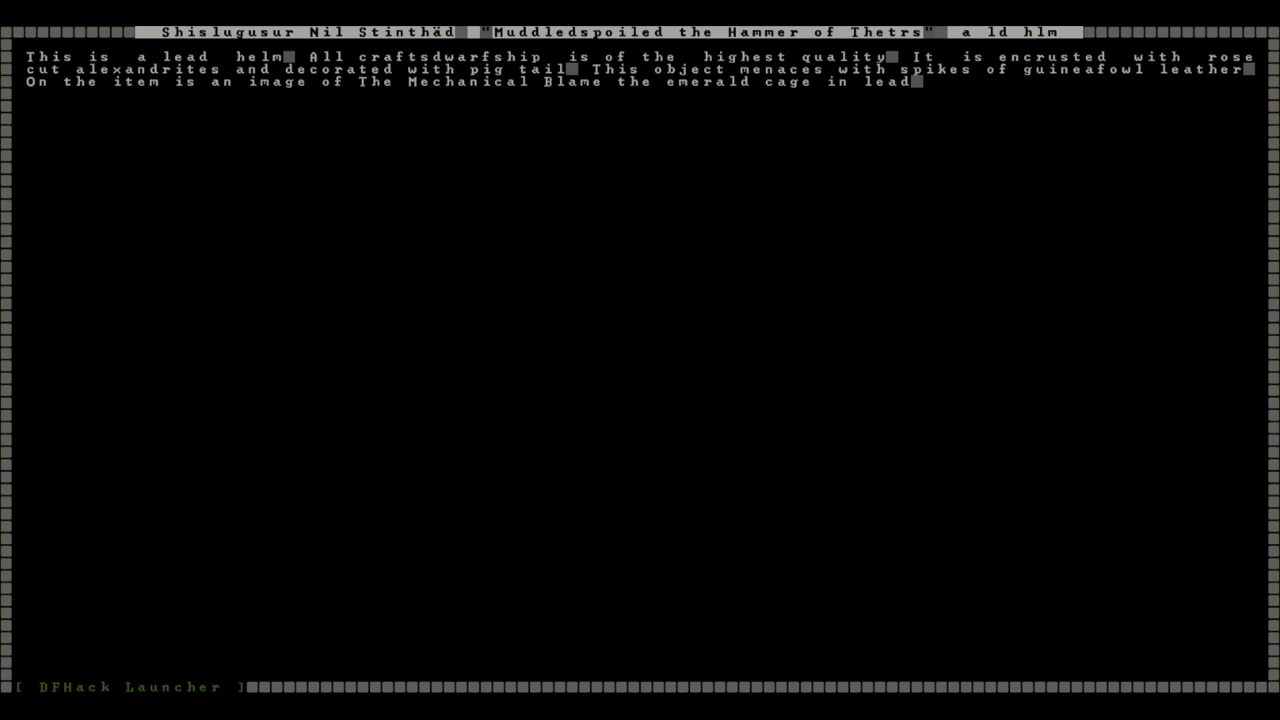 Shislugusur Nil Stinthäd "Muddledspoiled the Hammer of Thetrs" a ld hlm
This is a lead helm All craftsdwarfship is of the highest quality It is encrusted with rose
cut alexandrites and decorated with pig tail This object menaces with spikes of guineafowl leather
On the item is an image of The Mechanical Blame the emerald cage in lead
[ DFHack Launcher ]